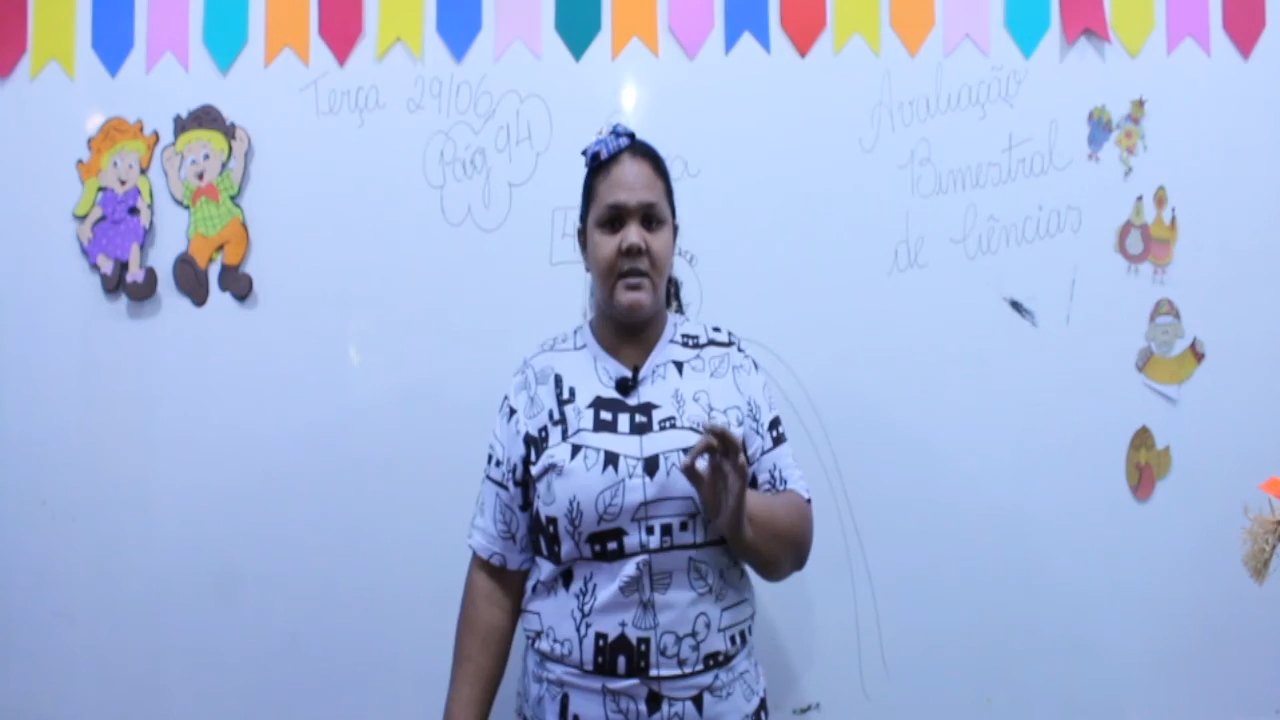 Terça 29/06
Pág 94
Avaliação
Bimestral
de Ciências